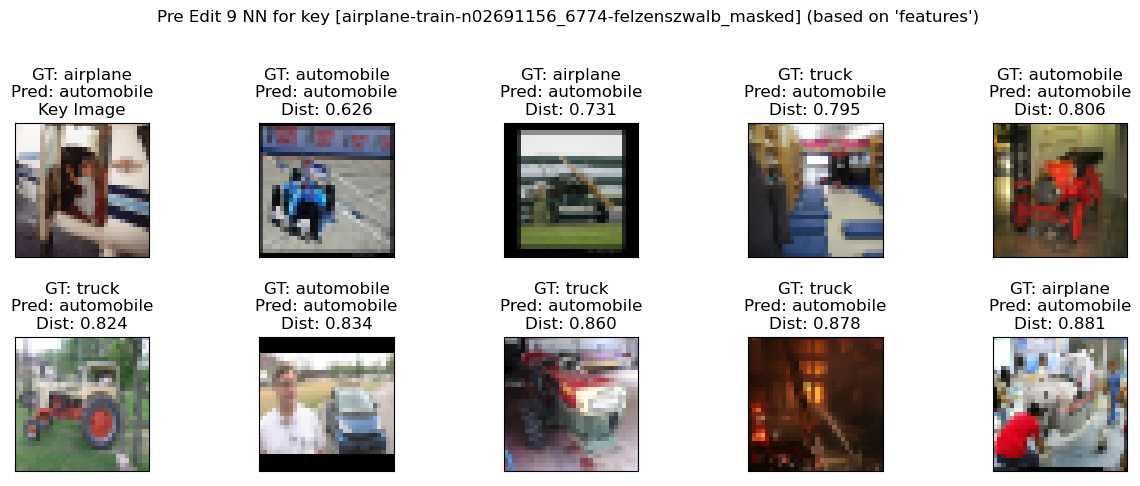 Pre Edit 9 NN for key [airplane-train-n02691156_6774-felzenszwalb_masked] (based on 'features')
GT: airplane
Pred: automobile
Key Image
GT: automobile
Pred: automobile
Dist: 0.626
GT: airplane
Pred: automobile
Dist: 0.731
GT: truck
Pred: automobile
Dist: 0.795
GT: automobile
Pred: automobile
Dist: 0.806
GT: truck
Pred: automobile
Dist: 0.824
GT: automobile
Pred: automobile
Dist: 0.834
GT: truck
Pred: automobile
Dist: 0.860
GT: truck
Pred: automobile
Dist: 0.878
GT: airplane
Pred: automobile
Dist: 0.881